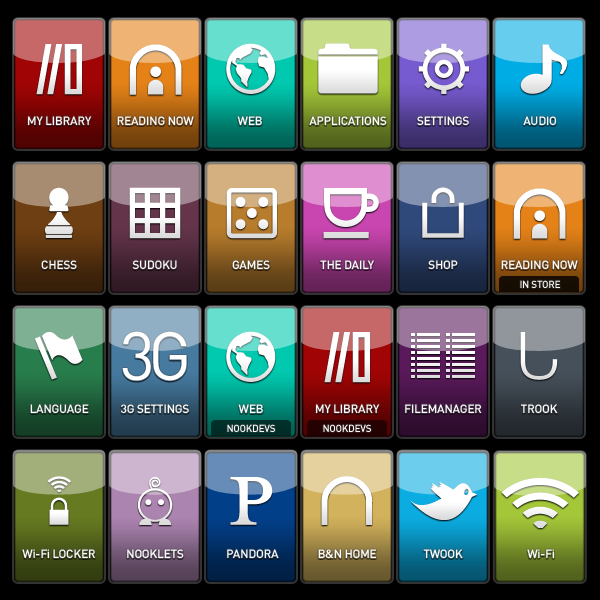 MY LIBRARY
READING NOW
WEB
APPLICATIONS
SETTINGS
AUDIO
CHESS
SUDOKU
GAMES
THE DAILY
SHOP
READING NOW
IN STORE
3G
LANGUAGE
3G SETTINGS
WEB
NOOKDEVS
MY LIBRARY
NOOKDEVS
FILEMANAGER
TROOK
P
Wi-Fi LOCKER
NOOKLETS
PANDORA
B&N HOME
TWOOK
Wi-Fi